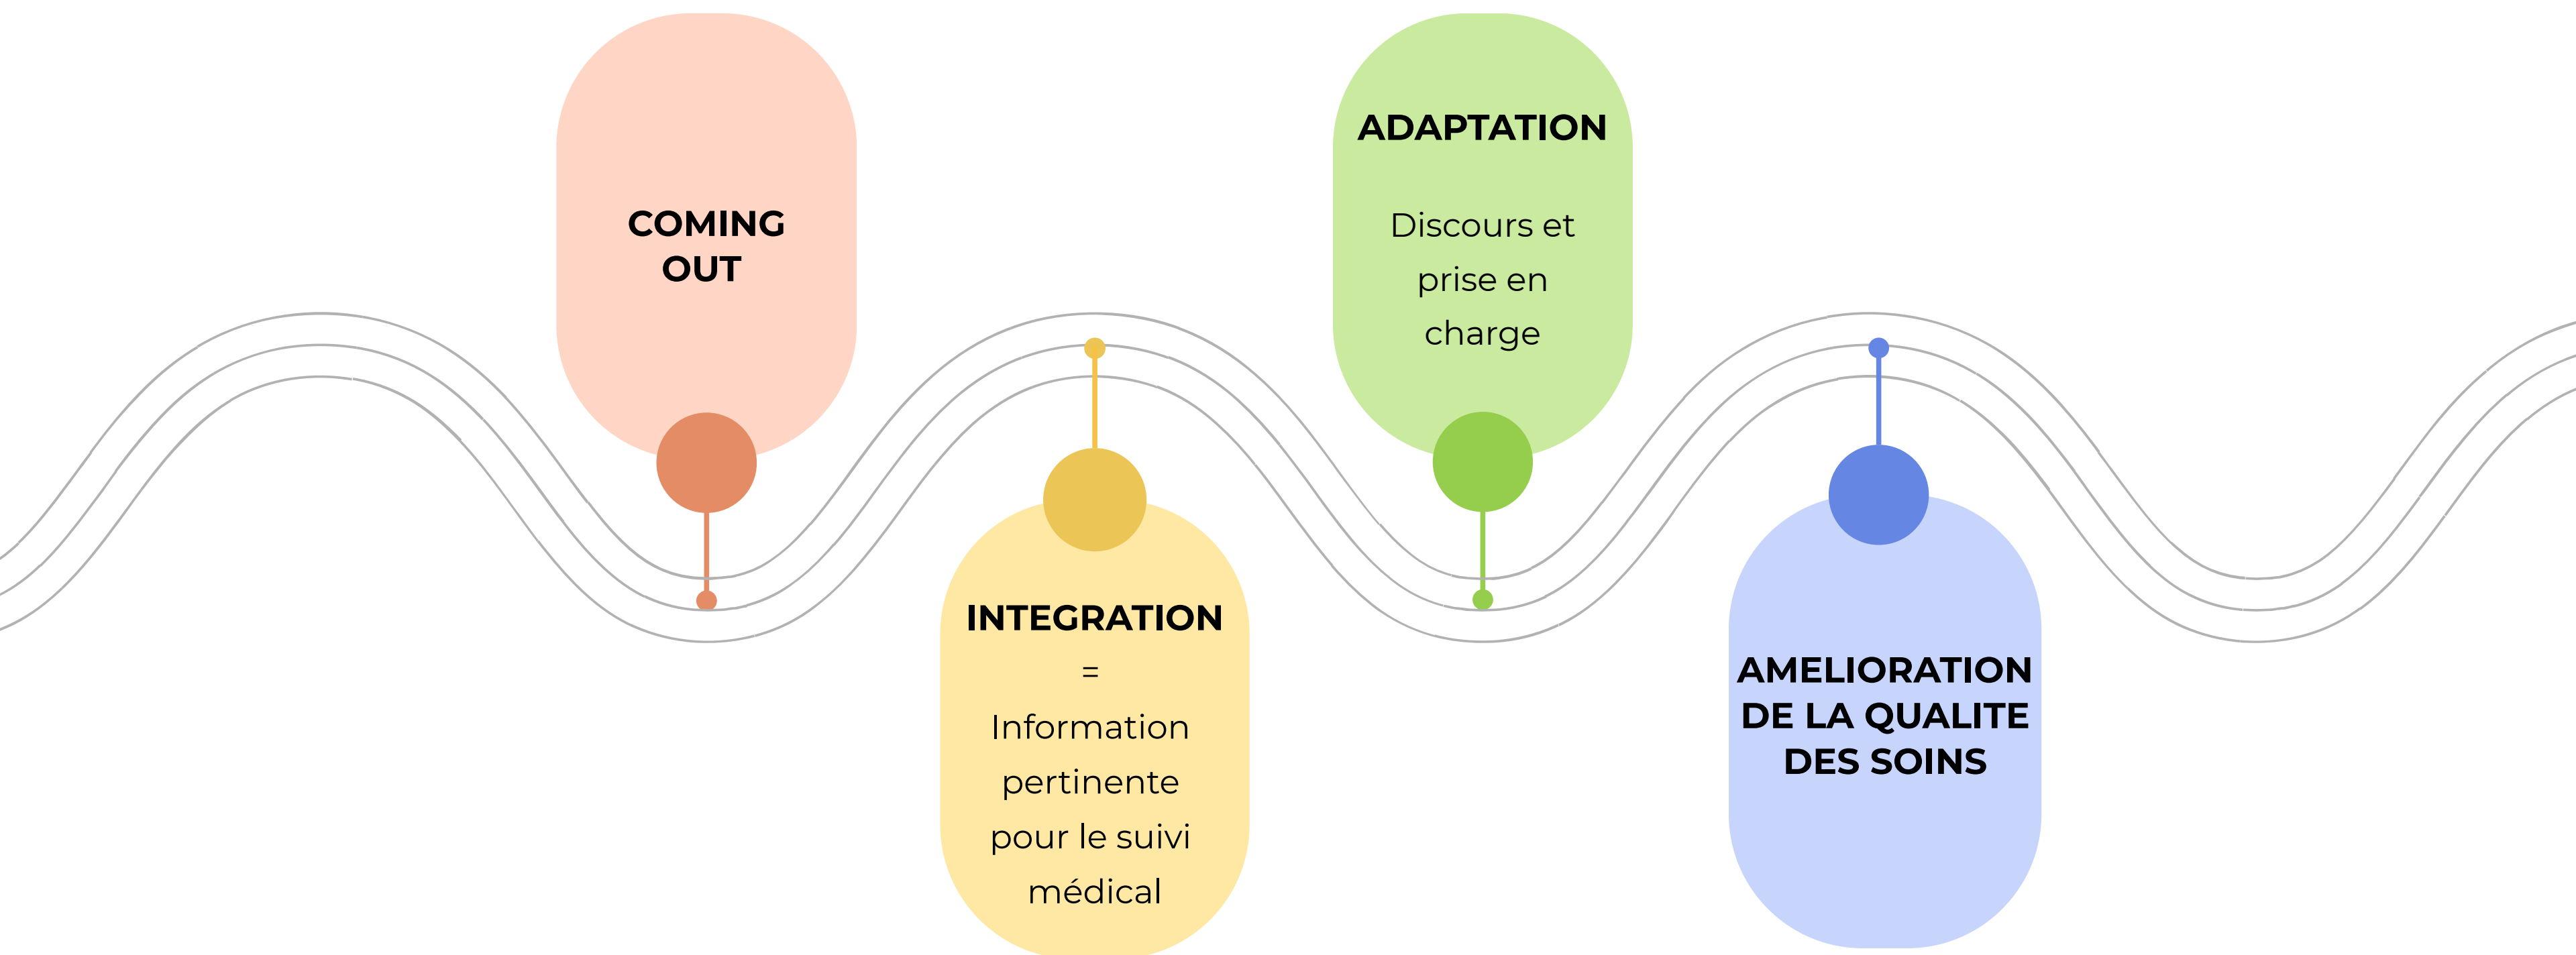 COMING
OUT
INTEGRATION
=
Information
pertinente
pour le suivi
médical
ADAPTATION
Discours et
prise en
charge
AMELIORATION
DE LA QUALITE
DES SOINS